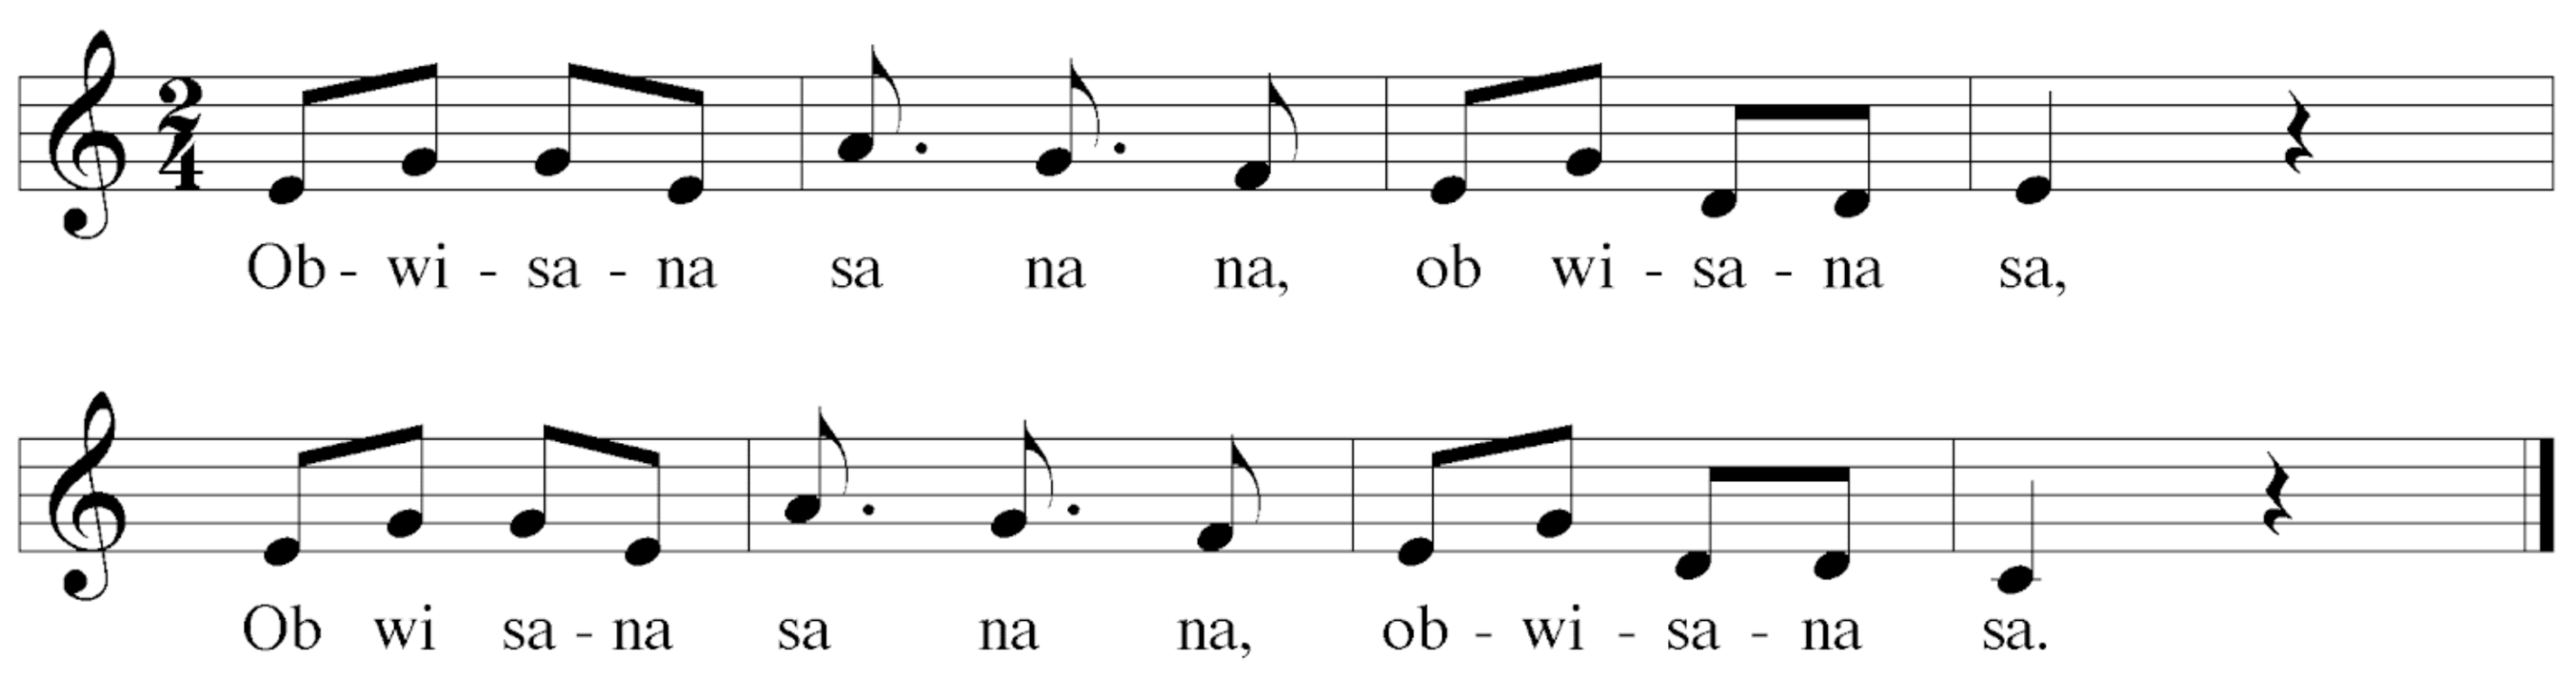 2
4
Ob - wi - sa - na sa na na, ob wi - sa - na sa,
Ob wi sa - na sa na na, ob - wi - sa - na sa.